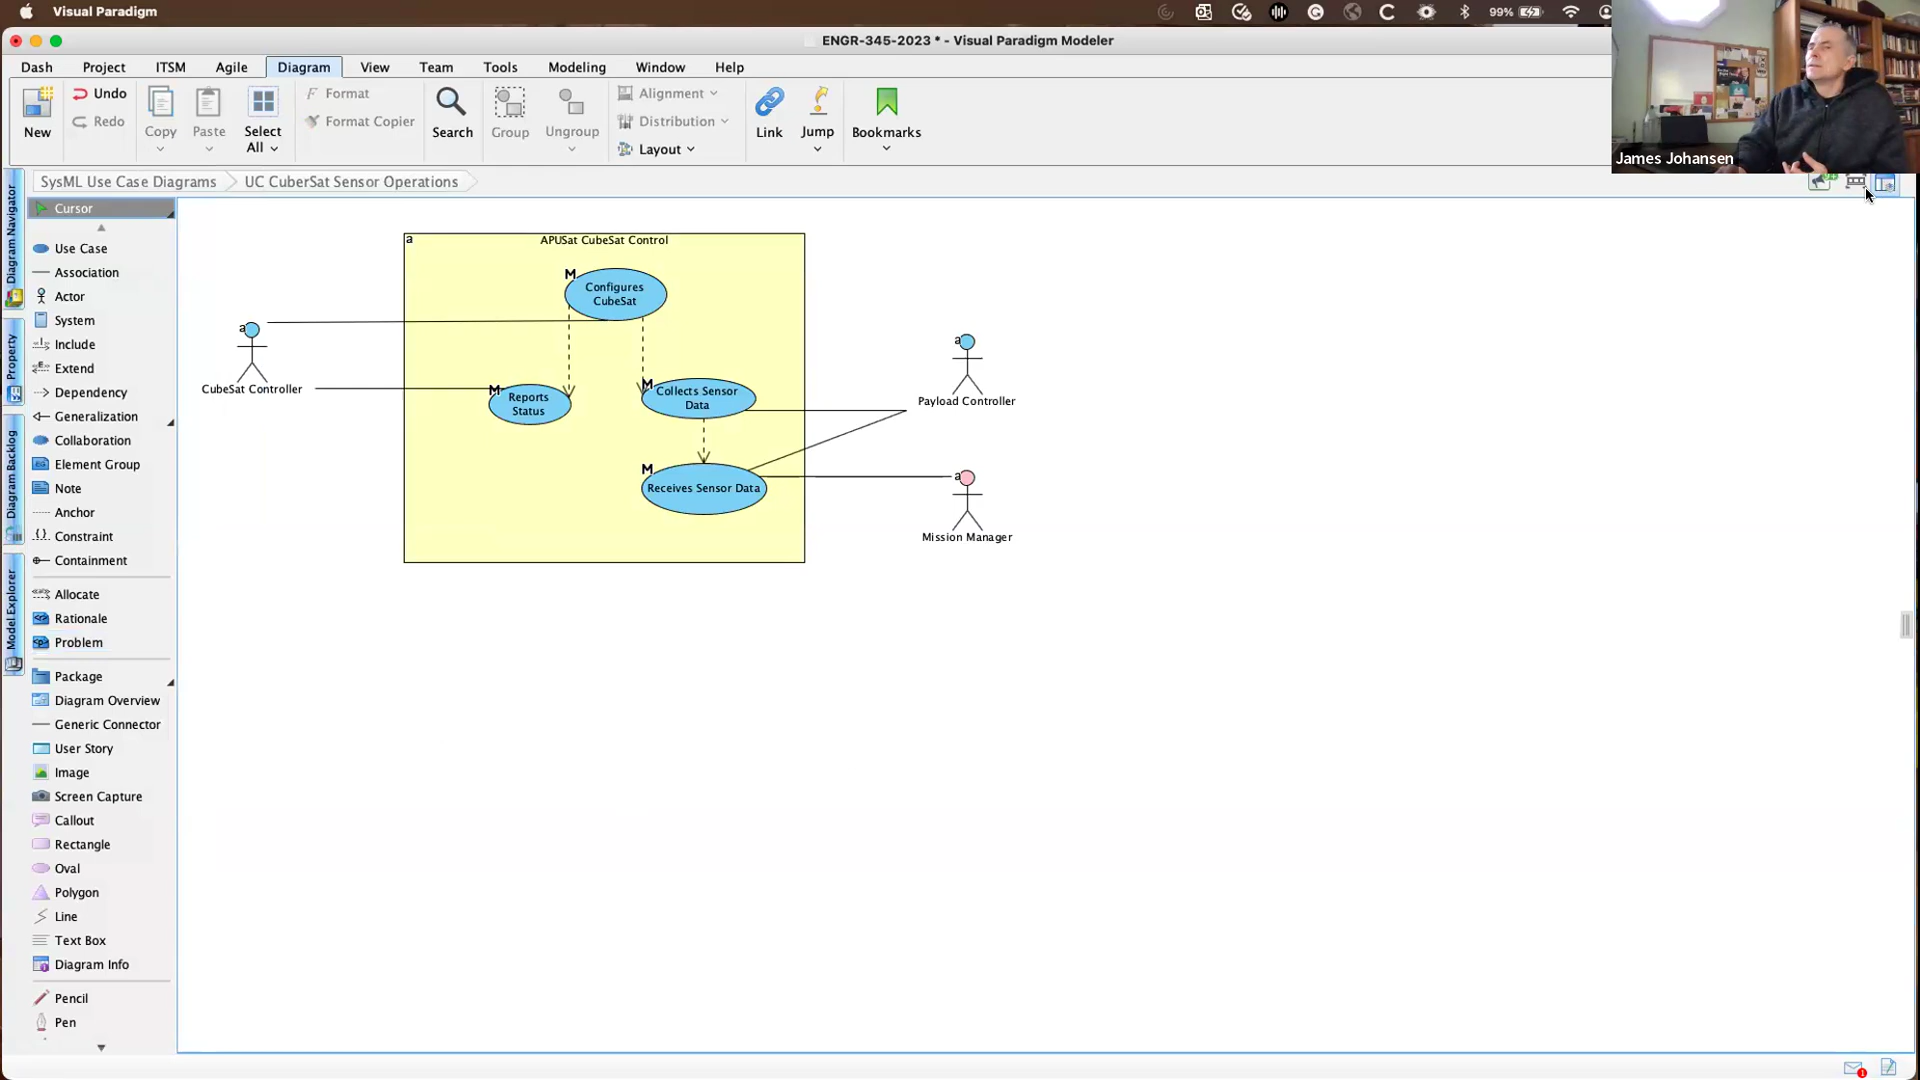 Visual Paradigm
99%
ENGR-345-2023 * - Visual Paradigm Modeler
Dash
Project
ITSM
Agile
Diagram
View
Team
Tools
Modeling
Window
Help
New
Undo
Redo
Copy
Paste
Select
All
Format
Format Copier
Search
Group
Ungroup
Alignment
Distribution
Layout
Link
Jump
Bookmarks
James Johansen
SysML Use Case Diagrams
UC CuberSat Sensor Operations
Diagram Navigator
Property
Diagram Backlog
Model Explorer
Cursor
Use Case
Association
Actor
System
Include
Extend
Dependency
Generalization
Collaboration
Element Group
Note
Anchor
Constraint
Containment
Allocate
Rationale
Problem
Package
Diagram Overview
Generic Connector
User Story
Image
Screen Capture
Callout
Rectangle
Oval
Polygon
Line
Text Box
Diagram Info
Pencil
Pen
a
APUSat CubeSat Control
M
Configures
CubeSat
a
CubeSat Controller
M
Reports
Status
M
Collects Sensor
Data
M
Receives Sensor Data
a
Payload Controller
a
Mission Manager